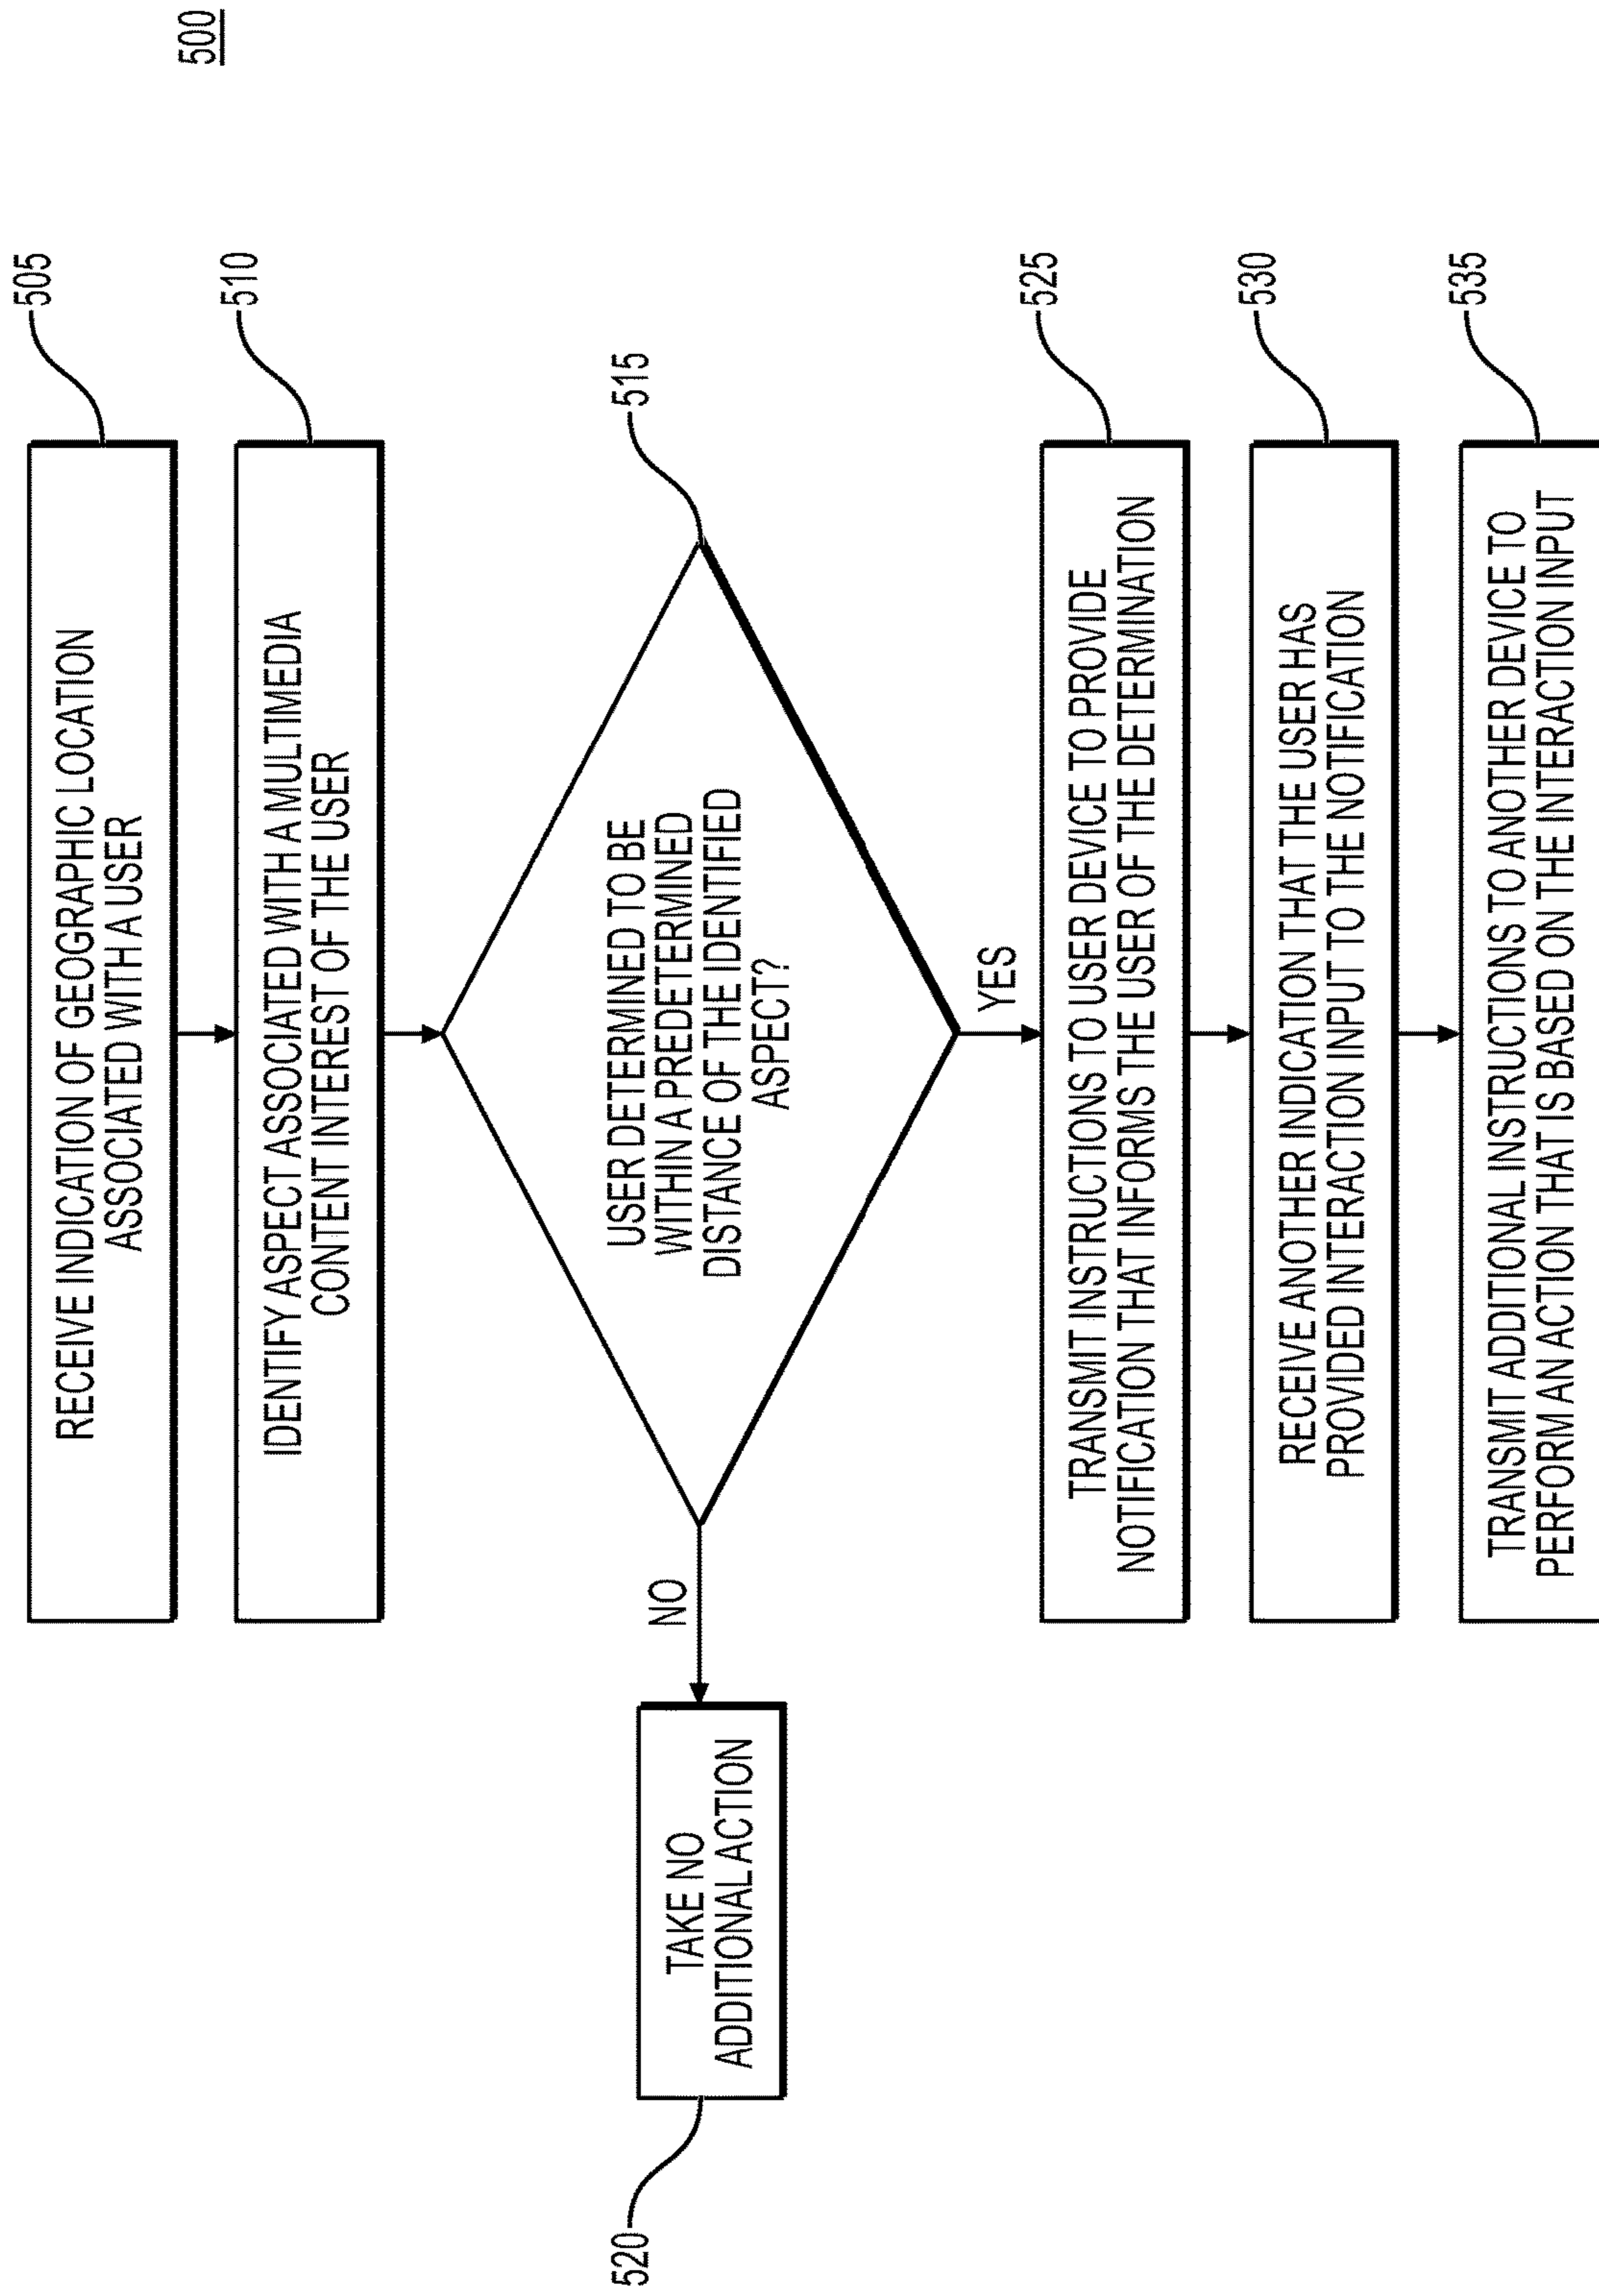 500
505
RECEIVE INDICATION OF GEOGRAPHIC LOCATION
ASSOCIATED WITH A USER
510
IDENTIFY ASPECT ASSOCIATED WITH A MULTIMEDIA
CONTENT INTEREST OF THE USER
515
USER DETERMINED TO BE
WITHIN A PREDETERMINED
DISTANCE OF THE IDENTIFIED
ASPECT?
NO
520
TAKE NO
ADDITIONAL ACTION
YES
525
TRANSMIT INSTRUCTIONS TO USER DEVICE TO PROVIDE
NOTIFICATION THAT INFORMS THE USER OF THE DETERMINATION
530
RECEIVE ANOTHER INDICATION THAT THE USER HAS
PROVIDED INTERACTION INPUT TO THE NOTIFICATION
535
TRANSMIT ADDITIONAL INSTRUCTIONS TO ANOTHER DEVICE TO
PERFORM AN ACTION THAT IS BASED ON THE INTERACTION INPUT